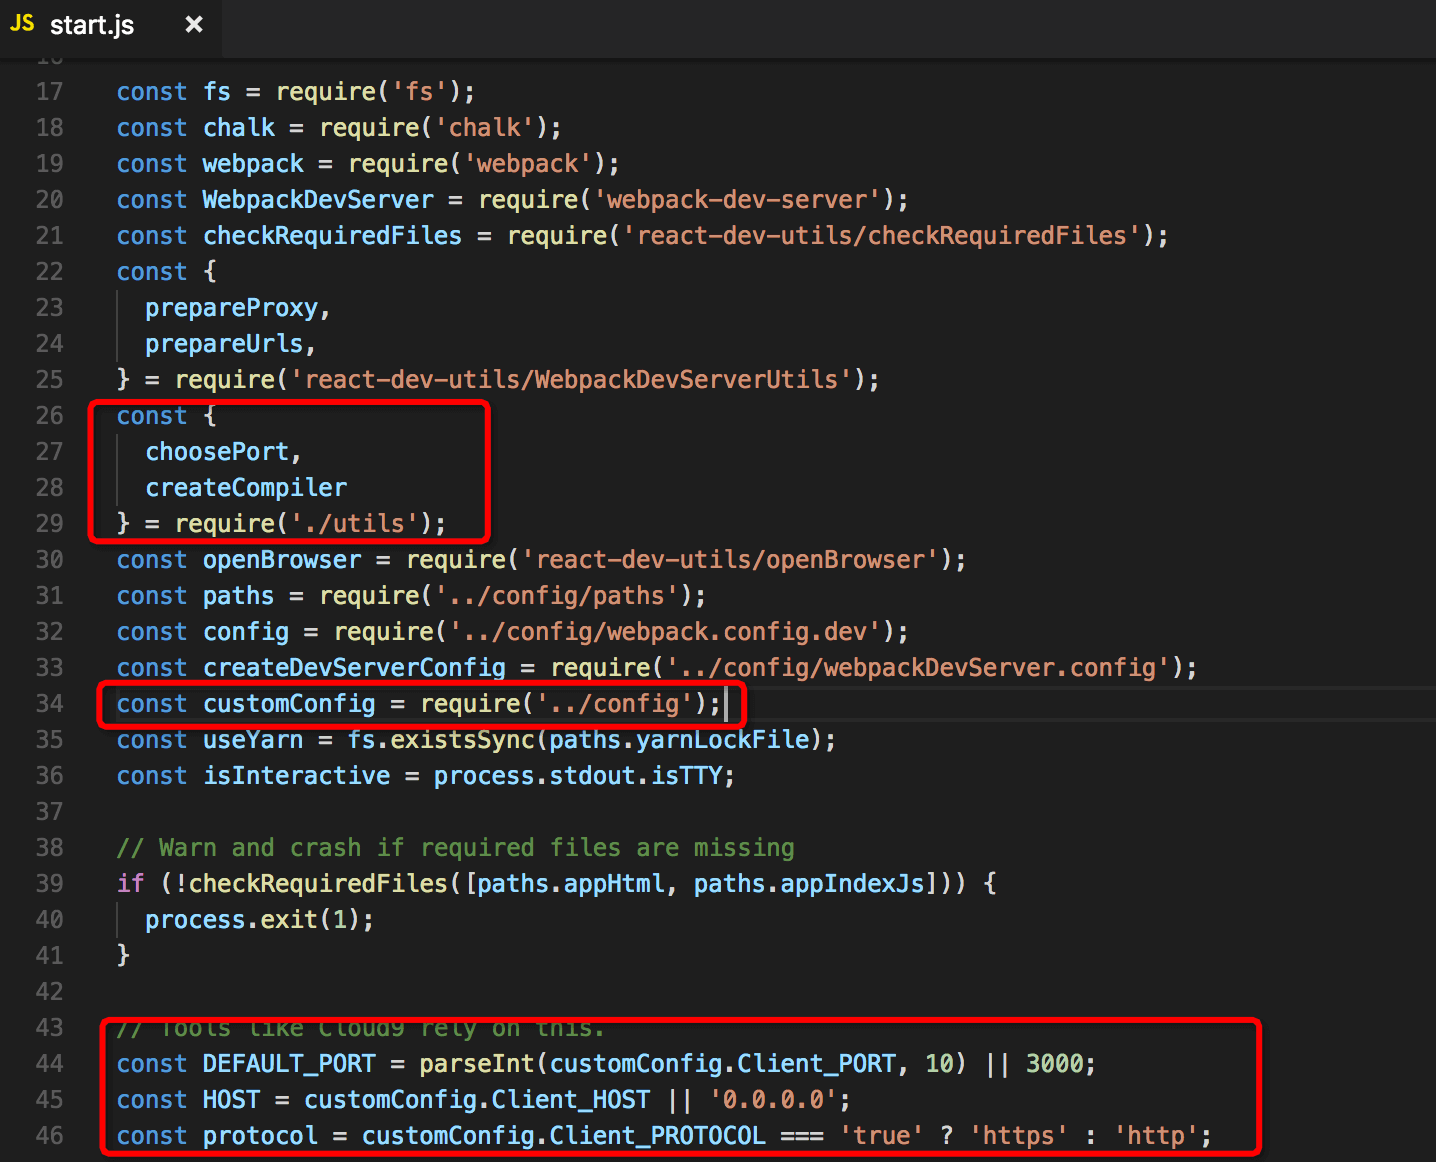 JS start.js ×
16
17 const fs = require('fs');
18 const chalk = require('chalk');
19 const webpack = require('webpack');
20 const WebpackDevServer = require('webpack-dev-server');
21 const checkRequiredFiles = require('react-dev-utils/checkRequiredFiles');
22 const {
23   prepareProxy,
24   prepareUrls,
25 } = require('react-dev-utils/WebpackDevServerUtils');
26 const {
27   choosePort,
28   createCompiler
29 } = require('./utils');
30 const openBrowser = require('react-dev-utils/openBrowser');
31 const paths = require('../config/paths');
32 const config = require('../config/webpack.config.dev');
33 const createDevServerConfig = require('../config/webpackDevServer.config');
34 const customConfig = require('../config');
35 const useYarn = fs.existsSync(paths.yarnLockFile);
36 const isInteractive = process.stdout.isTTY;
37
38 // Warn and crash if required files are missing
39 if (!checkRequiredFiles([paths.appHtml, paths.appIndexJs])) {
40   process.exit(1);
41 }
42
43 // Tools like Cloud9 rely on this.
44 const DEFAULT_PORT = parseInt(customConfig.Client_PORT, 10) || 3000;
45 const HOST = customConfig.Client_HOST || '0.0.0.0';
46 const protocol = customConfig.Client_PROTOCOL === 'true' ? 'https' : 'http';